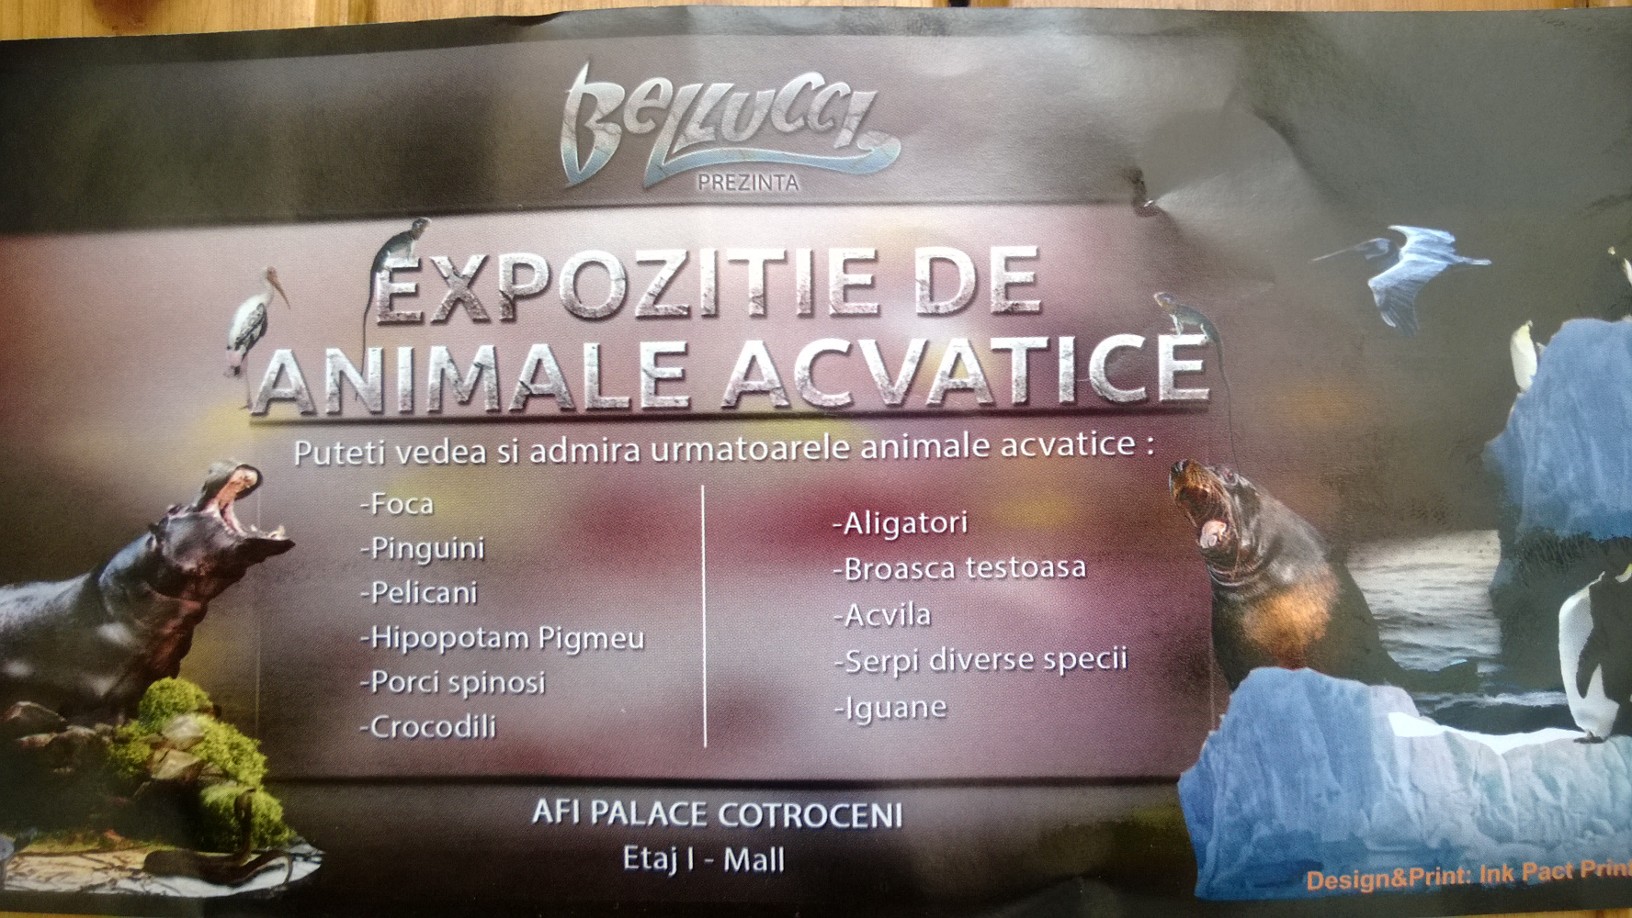 Bellucci
PREZINTA
EXPOZITIE DE
ANIMALE ACVATICE
Puteti vedea si admira urmatoarele animale acvatice :
-Foca
-Pinguini
-Pelicani
-Hipopotam Pigmeu
-Porci spinosi
-Crocodili
-Aligatori
-Broasca testoasa
-Acvila
-Serpi diverse specii
-Iguane
AFI PALACE COTROCENI
Etaj I - Mall
Design&Print: Ink Pact Print